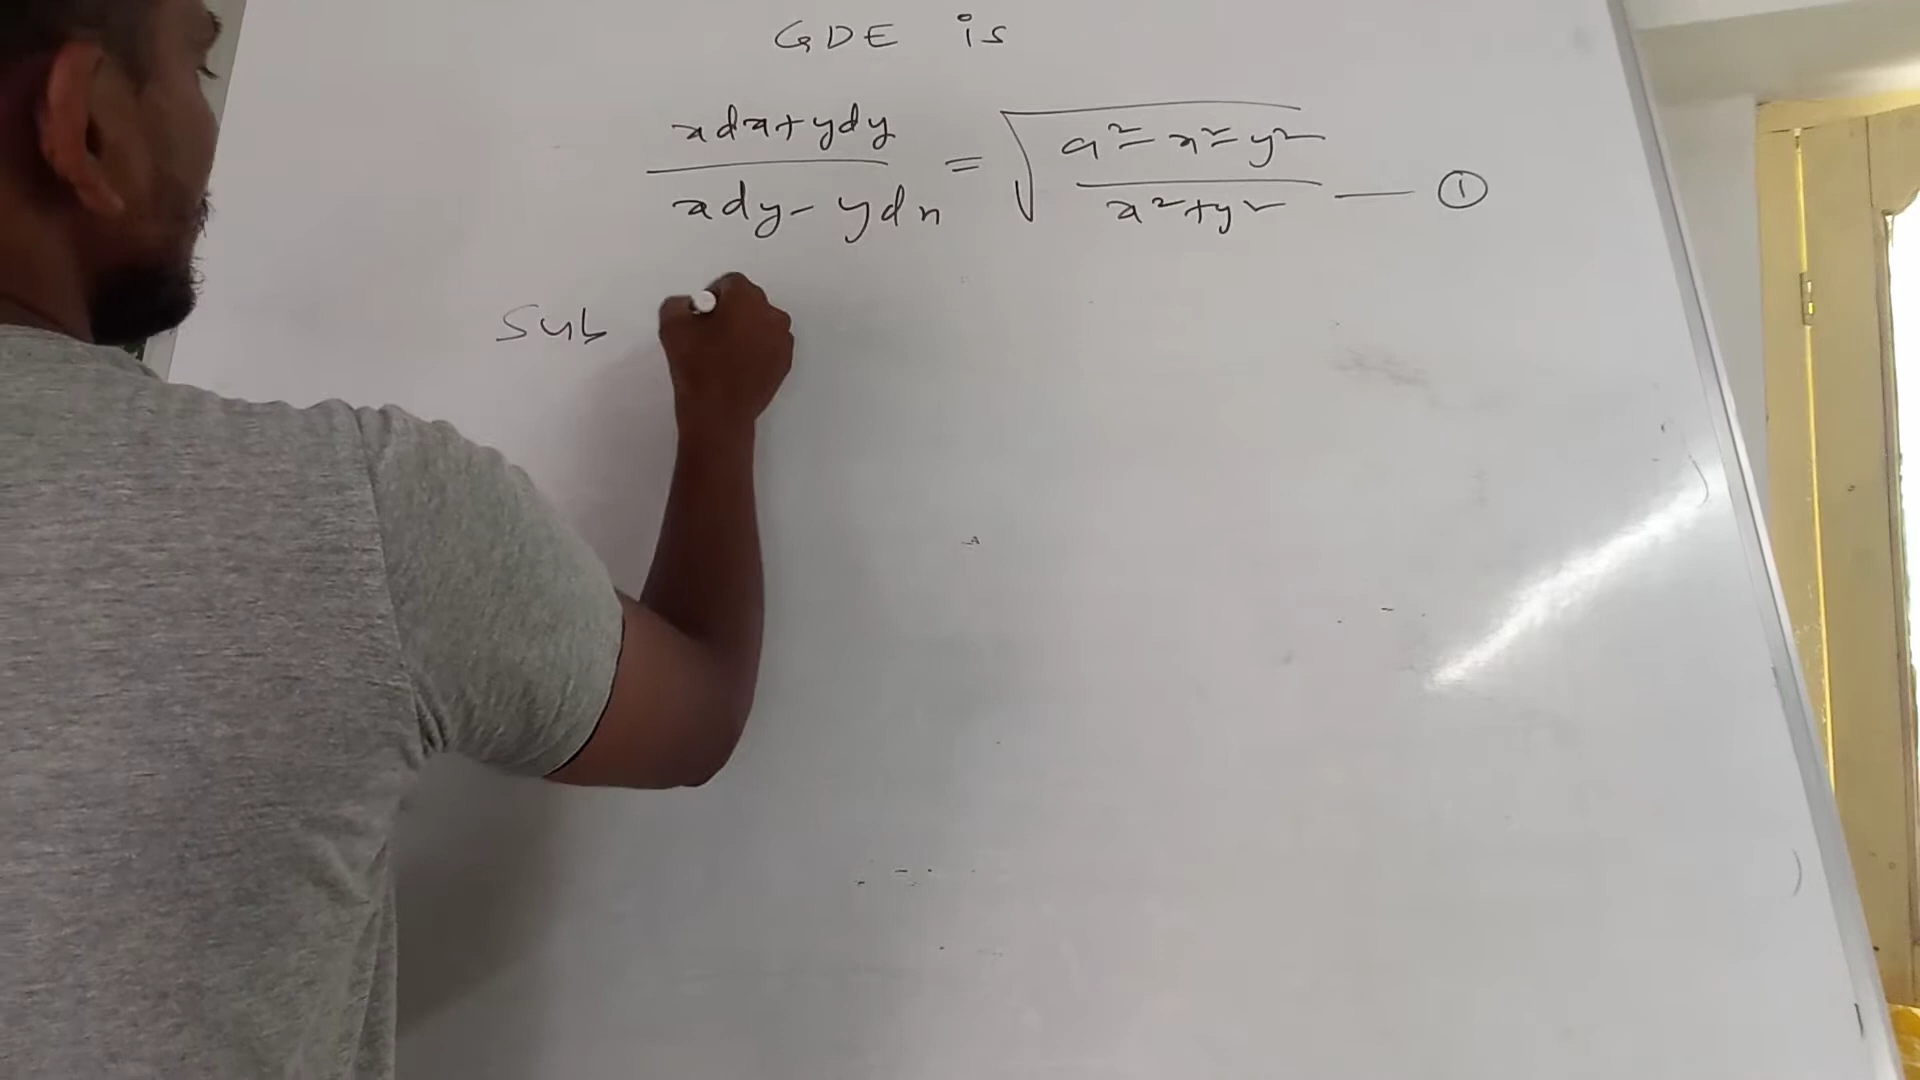 GDE is
xdx+ydy / xdy-ydx = √(a²-x²-y² / x²+y²) — ①
Sub